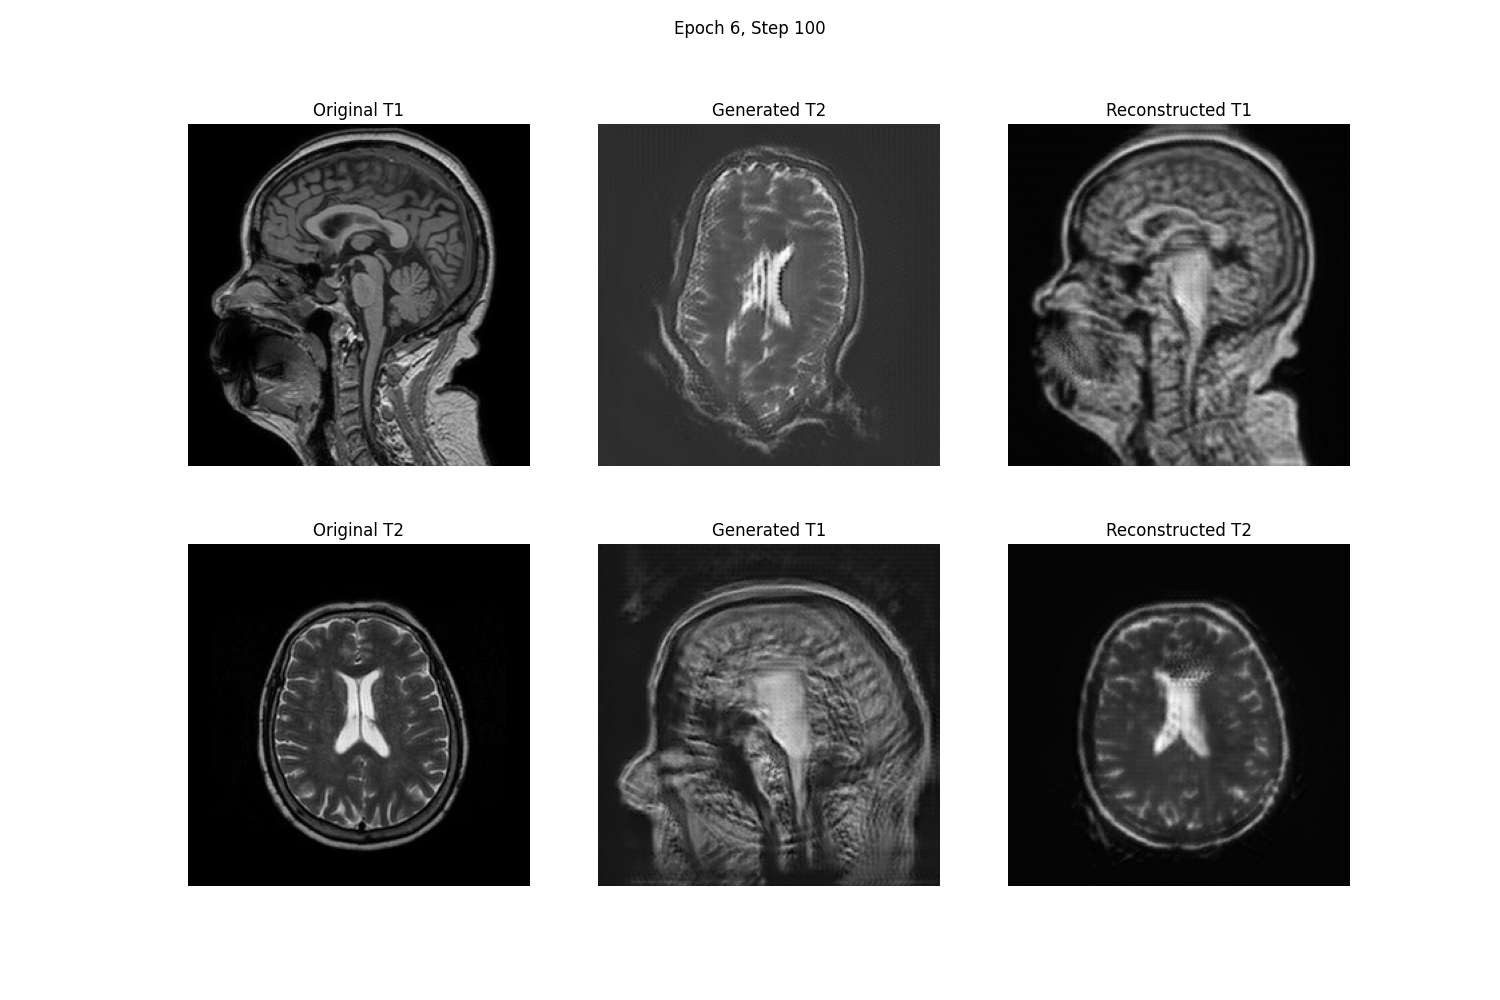 Epoch 6, Step 100
Original T1
Generated T2
Reconstructed T1
Original T2
Generated T1
Reconstructed T2